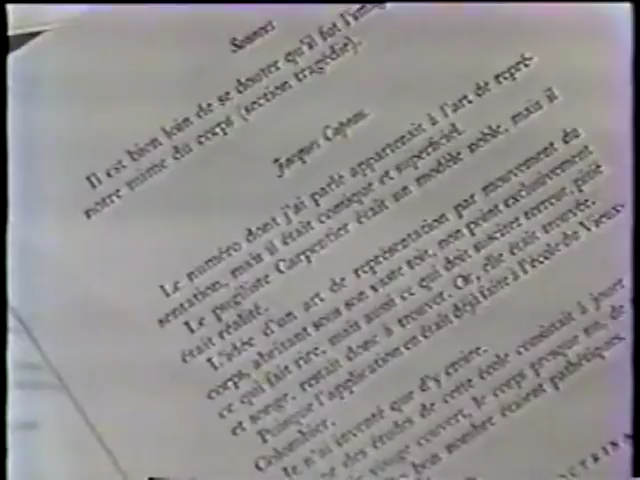 Sonner
Il est bien loin de se douter qu'il fut
notre mime du corps (section tragédie).
Jacques Copeau.
Le numéro dont j'ai parlé appartenait à l'art de repré-
sentation, mais il était comique et superficiel.
Le pugiliste Carpentier était un modèle noble, mais il
était réalité.
L'idée d'un art de représentation par mouvement du
corps, abritant sous son vaste toit, non point exclusivement
ce qui fait rire, mais aussi ce qui doit susciter terreur, pitié
et songe, restait donc à trouver. Or, elle était trouvée.
Puisque l'application en était déjà faite à l'école du Vieux-
Colombier.
Je n'ai inventé que d'y croire.
des études de cette école consistait à jouer
visage couvert, le corps presque nu, de
bon nombre étaient pathétiques